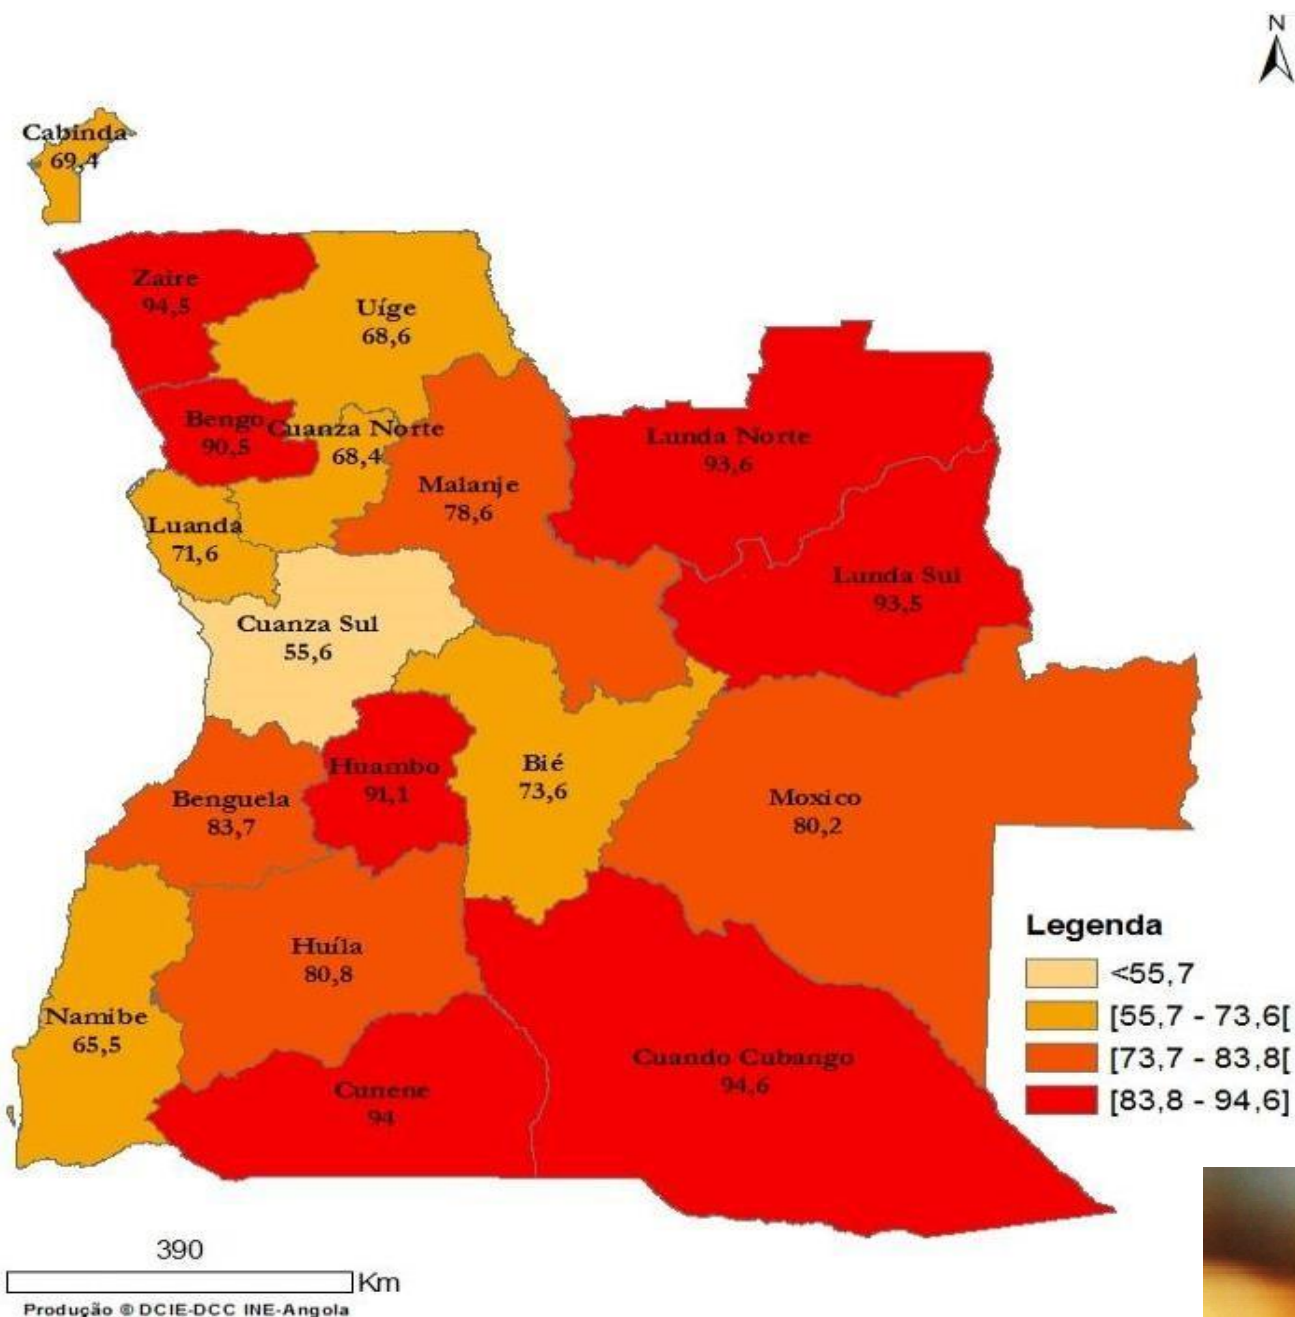 N
Cabinda
69,4
Zaire
94,5
Uíge
68,6
Bengo
90,5
Cuanza Norte
68,4
Lunda Norte
93,6
Malanje
78,6
Luanda
71,6
Lunda Sul
93,5
Cuanza Sul
55,6
Huambo
91,1
Bié
73,6
Benguela
83,7
Moxico
80,2
Huíla
80,8
Namibe
65,5
Cunene
94
Cuando Cubango
94,6
Legenda
<55,7
[55,7 - 73,6[
[73,7 - 83,8[
[83,8 - 94,6]
390
Km
Produção © DCIE-DCC INE-Angola